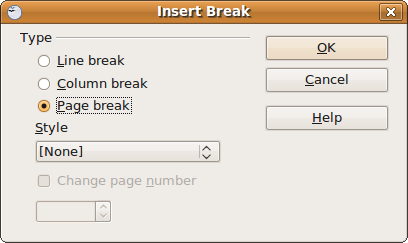 Insert Break
Type
Line break
Column break
Page break
Style
[None]
Change page number
OK
Cancel
Help